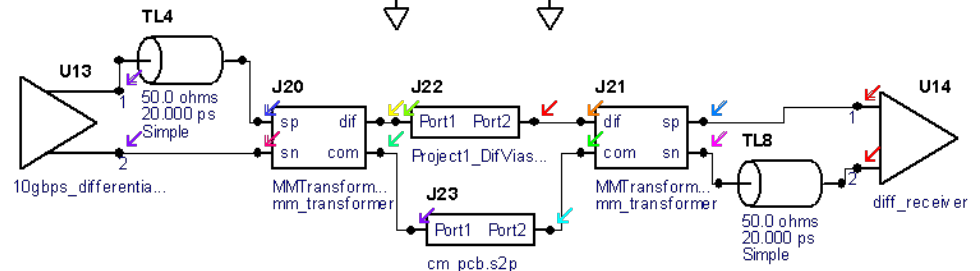 TL4
U13
50.0 ohms
20.000 ps
Simple
1
2
10gbps_differentia...
J20
sp dif
sn com
MMTransform...
mm_transformer
J22
Port1 Port2
Project1_DifVias...
J23
Port1 Port2
cm_pcb.s2p
J21
dif sp
com sn
MMTransform...
mm_transformer
TL8
50.0 ohms
20.000 ps
Simple
U14
1
2
diff_receiver